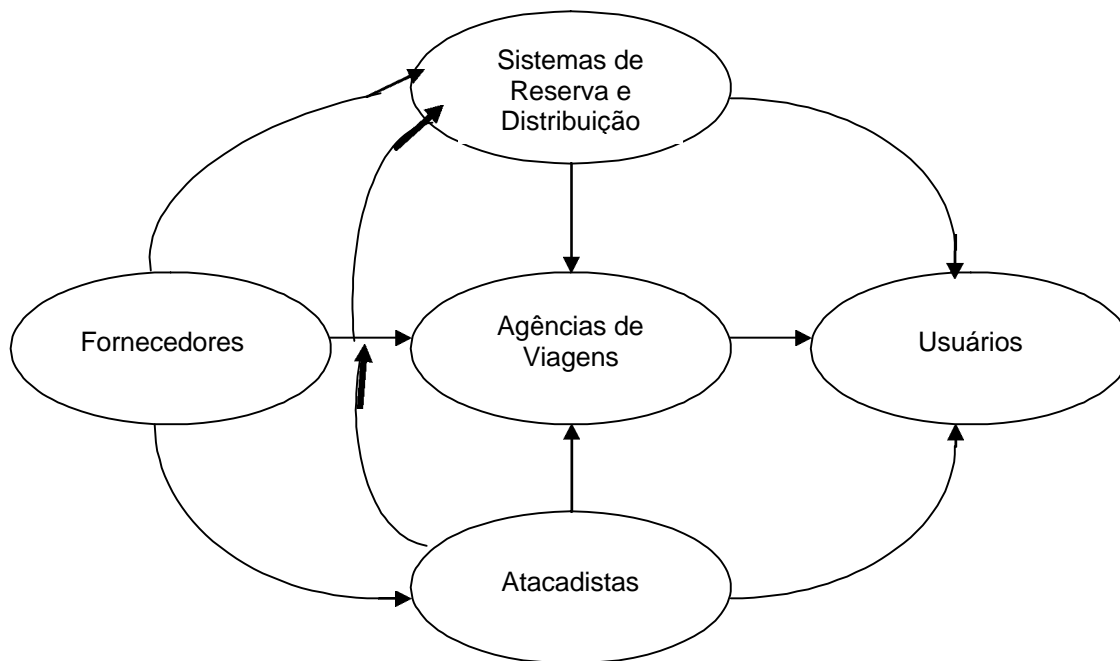 Sistemas de
Reserva e
Distribuição
Fornecedores
Agências de
Viagens
Usuários
Atacadistas